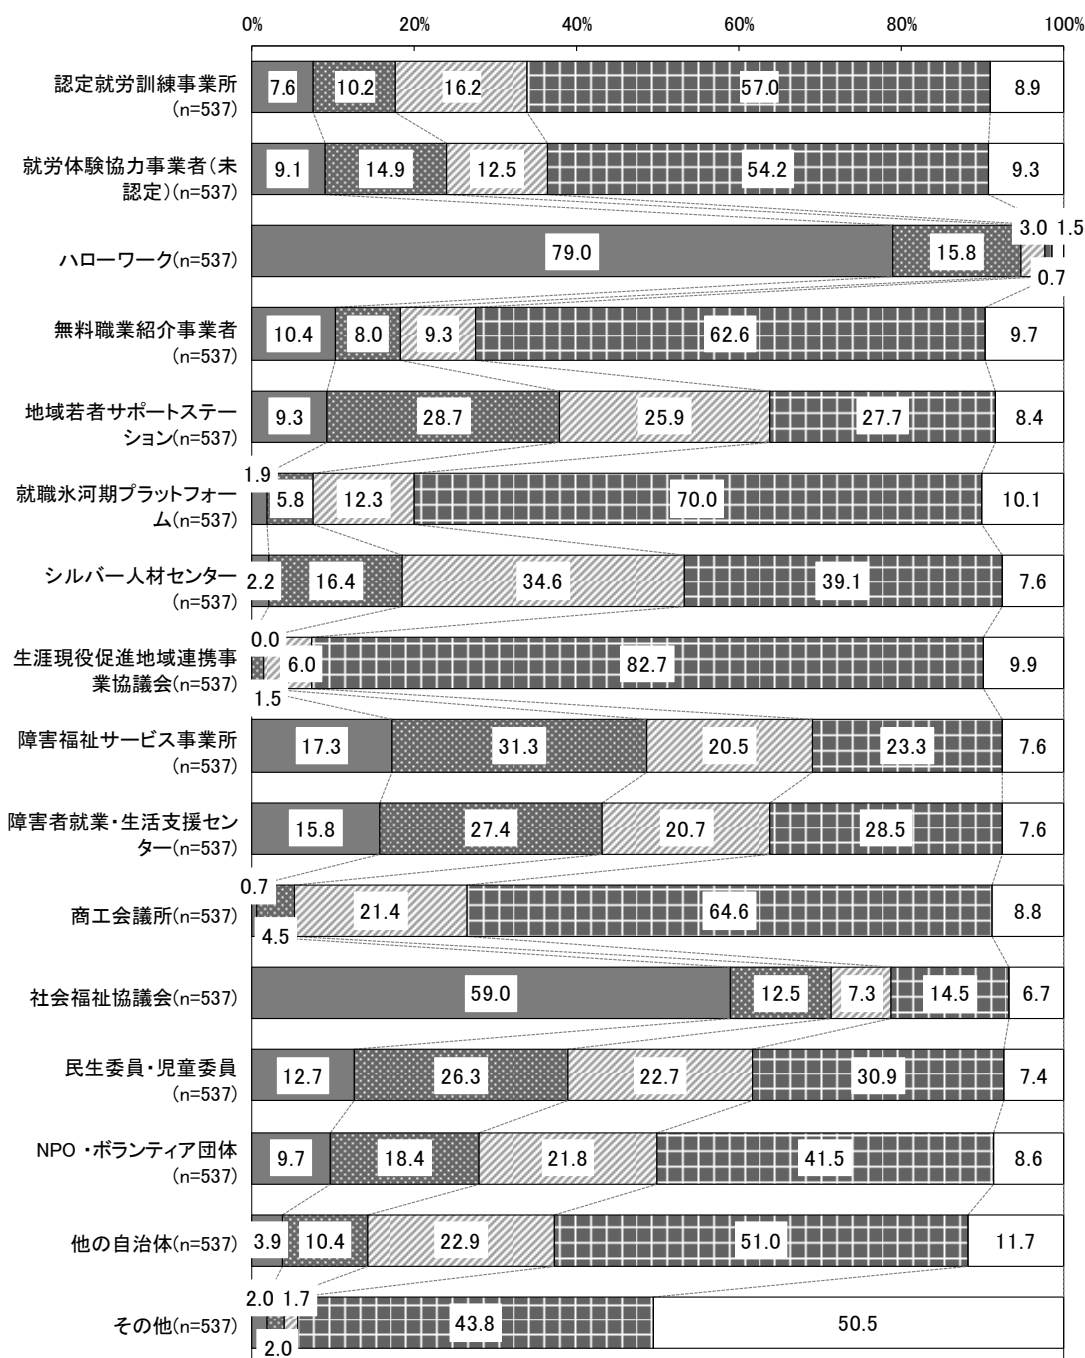 0% 20% 40% 60% 80% 100%
認定就労訓練事業所
(n=537)
7.6 10.2 16.2 57.0 8.9
就労体験協力事業者(未
認定)(n=537)
9.1 14.9 12.5 54.2 9.3
ハローワーク(n=537)
79.0 15.8 3.0 0.7 1.5
無料職業紹介事業者
(n=537)
10.4 8.0 9.3 62.6 9.7
地域若者サポートステー
ション(n=537)
9.3 28.7 25.9 27.7 8.4
就職氷河期プラットフォー
ム(n=537)
1.9 5.8 12.3 70.0 10.1
シルバー人材センター
(n=537)
2.2 16.4 34.6 39.1 7.6
生涯現役促進地域連携事
業協議会(n=537)
0.0 1.5 6.0 82.7 9.9
障害福祉サービス事業所
(n=537)
17.3 31.3 20.5 23.3 7.6
障害者就業・生活支援セン
ター(n=537)
15.8 27.4 20.7 28.5 7.6
商工会議所(n=537)
0.7 4.5 21.4 64.6 8.8
社会福祉協議会(n=537)
59.0 12.5 7.3 14.5 6.7
民生委員・児童委員
(n=537)
12.7 26.3 22.7 30.9 7.4
NPO・ボランティア団体
(n=537)
9.7 18.4 21.8 41.5 8.6
他の自治体(n=537)
3.9 10.4 22.9 51.0 11.7
その他(n=537)
2.0 2.0 1.7 43.8 50.5